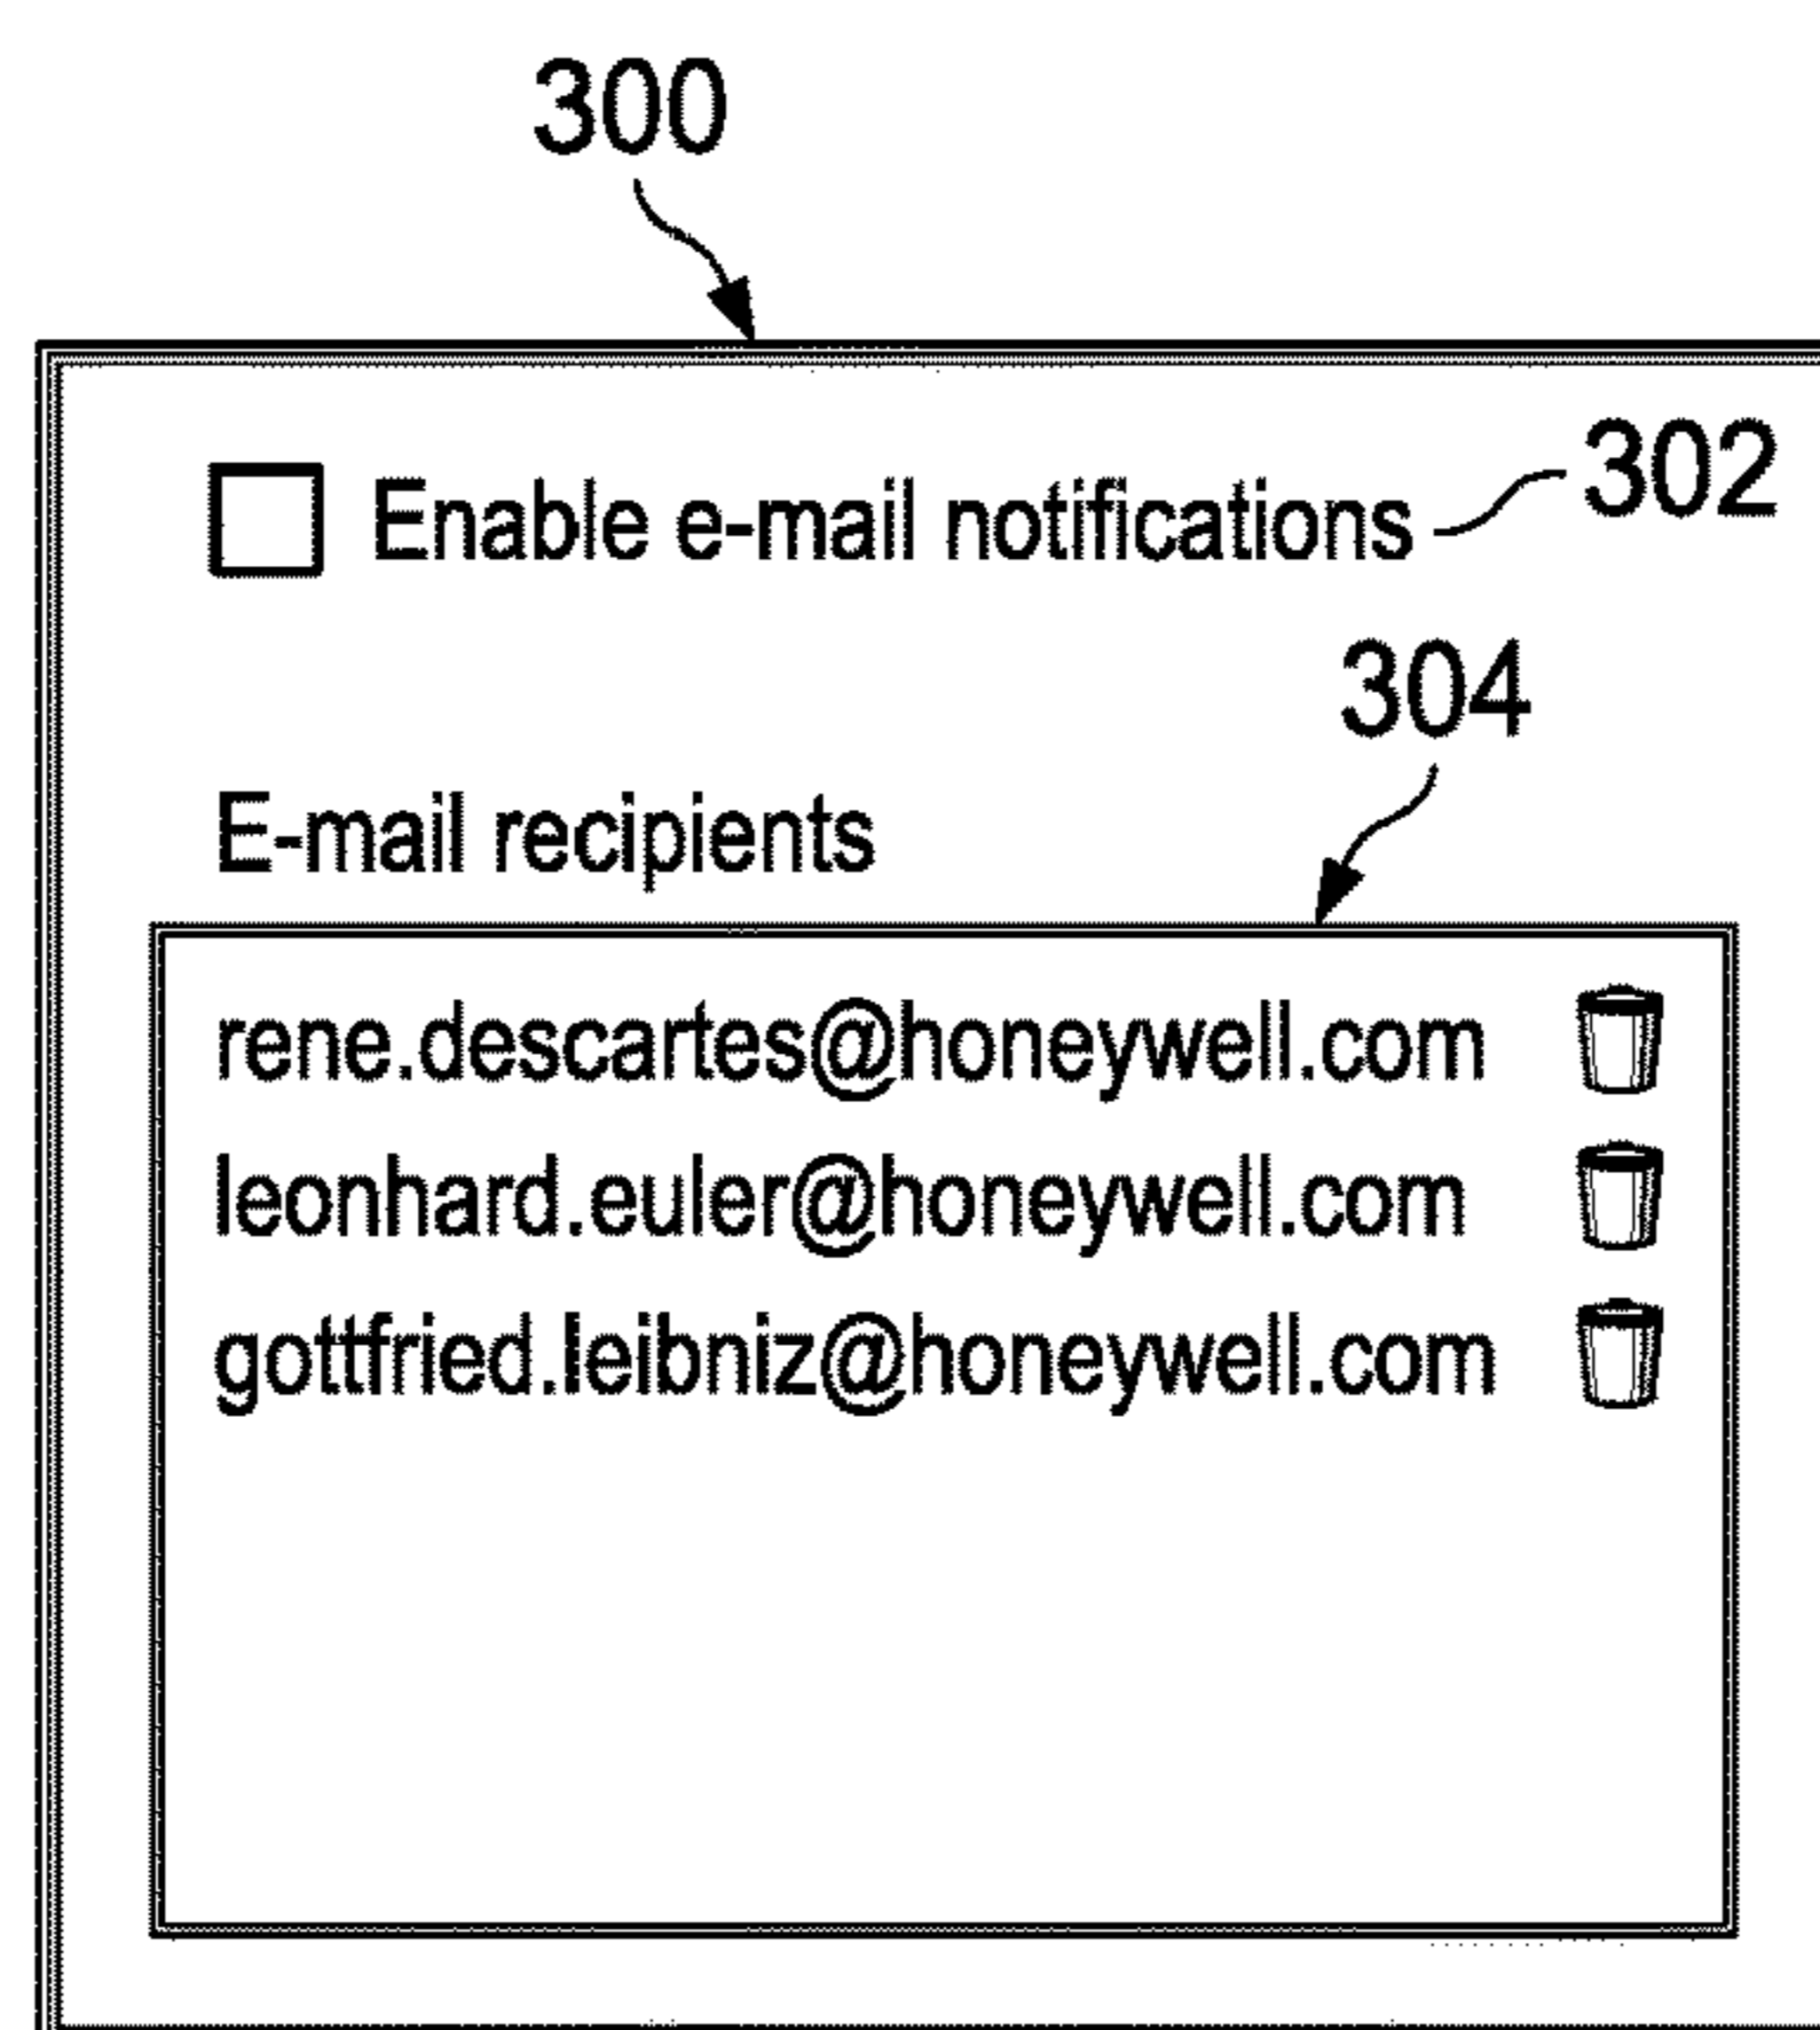 300
Enable e-mail notifications 302
304
E-mail recipients
rene.descartes@honeywell.com
leonhard.euler@honeywell.com
gottfried.leibniz@honeywell.com